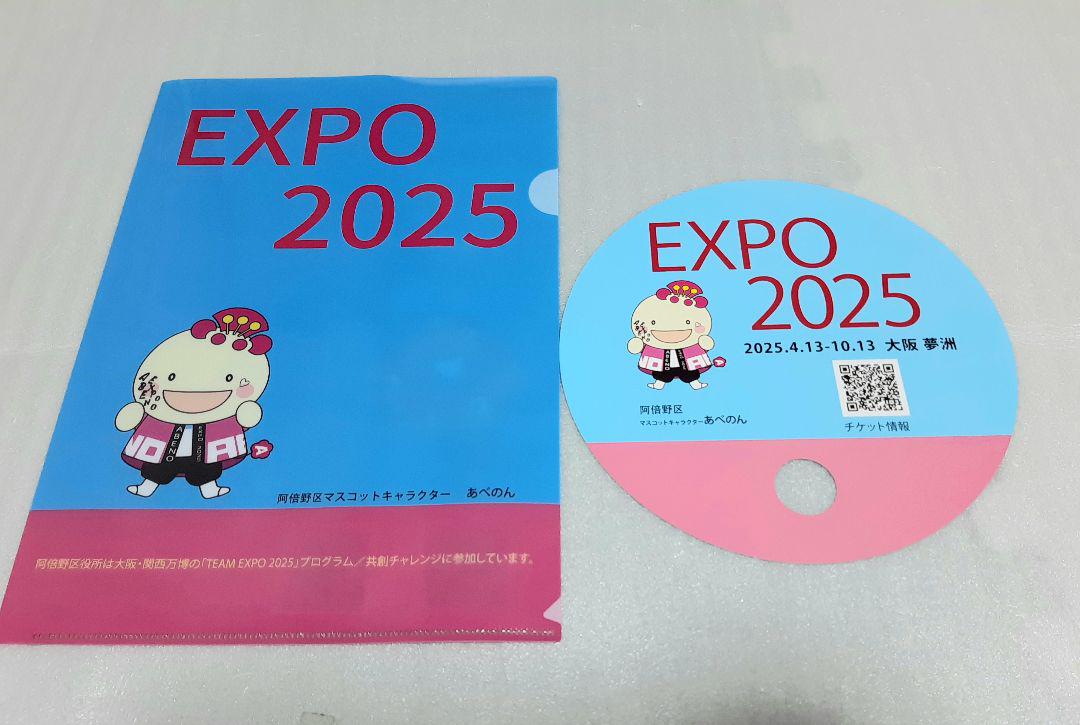 EXPO
2025
ABENO
EXPO 2025
阿倍野区マスコットキャラクター あべのん
阿倍野区役所は大阪・関西万博の「TEAM EXPO 2025」プログラム／共創チャレンジに参加しています。
EXPO
2025
2025.4.13-10.13 大阪 夢洲
阿倍野区
マスコットキャラクターあべのん
チケット情報